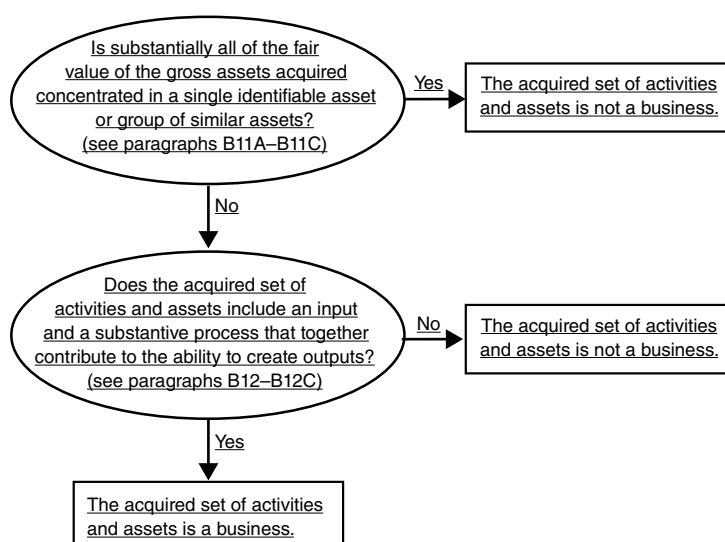 Is substantially all of the fair
value of the gross assets acquired
concentrated in a single identifiable asset
or group of similar assets?
(see paragraphs B11A–B11C)
Yes
The acquired set of activities
and assets is not a business.
No
Does the acquired set of
activities and assets include an input
and a substantive process that together
contribute to the ability to create outputs?
(see paragraphs B12–B12C)
No
The acquired set of activities
and assets is not a business.
Yes
The acquired set of activities
and assets is a business.